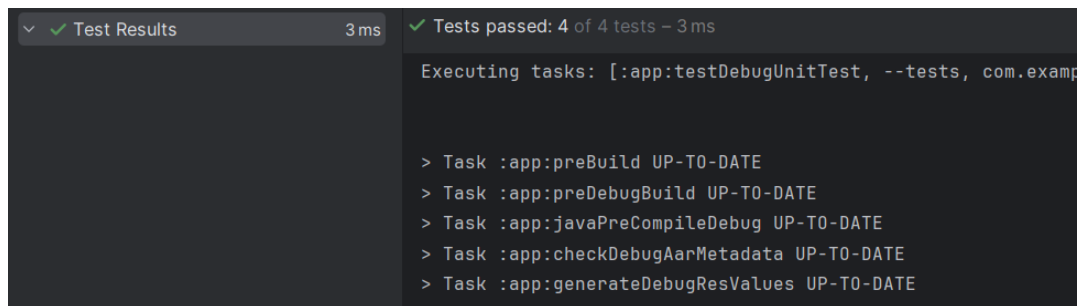 Test Results 3 ms
Tests passed: 4 of 4 tests – 3 ms
Executing tasks: [:app:testDebugUnitTest, --tests, com.examp
> Task :app:preBuild UP-TO-DATE
> Task :app:preDebugBuild UP-TO-DATE
> Task :app:javaPreCompileDebug UP-TO-DATE
> Task :app:checkDebugAarMetadata UP-TO-DATE
> Task :app:generateDebugResValues UP-TO-DATE